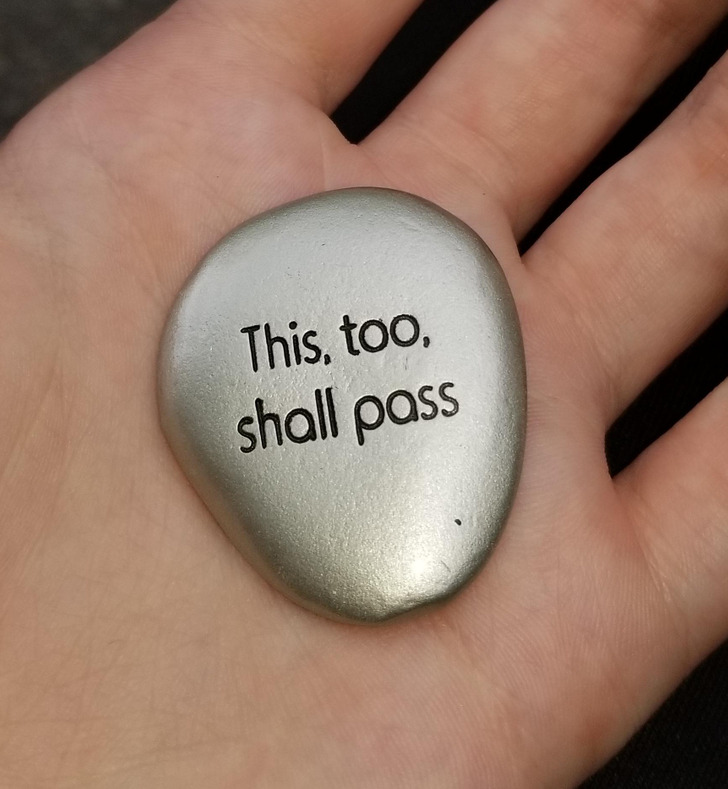 This, too,
shall pass